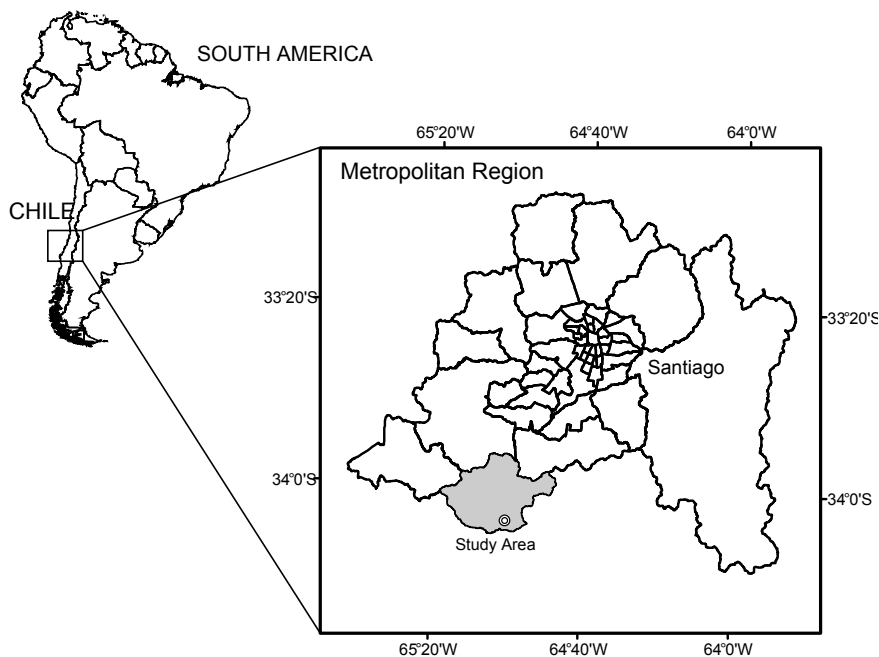 SOUTH AMERICA
CHILE
65°20'W 64°40'W 64°0'W
Metropolitan Region
33°20'S
33°20'S
Santiago
34°0'S
34°0'S
Study Area
65°20'W 64°40'W 64°0'W